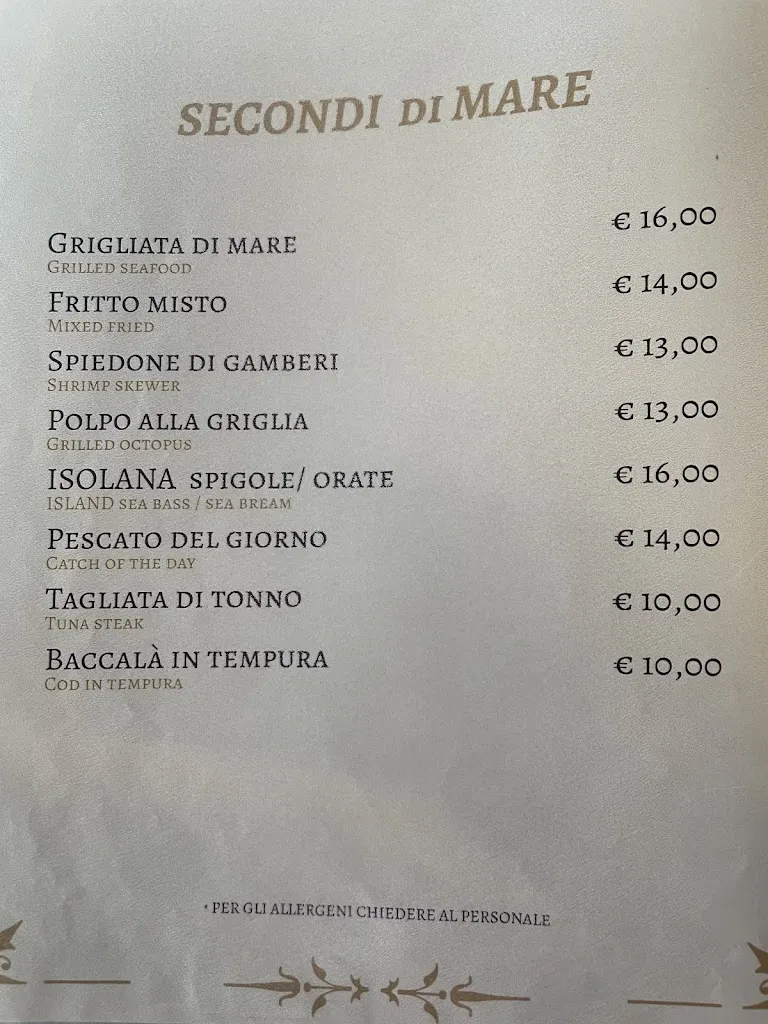 SECONDI DI MARE
GRIGLIATA DI MARE € 16,00
GRILLED SEAFOOD
FRITTO MISTO € 14,00
MIXED FRIED
SPIEDONE DI GAMBERI € 13,00
SHRIMP SKEWER
POLPO ALLA GRIGLIA € 13,00
GRILLED OCTOPUS
ISOLANA SPIGOLE/ ORATE € 16,00
ISLAND SEA BASS / SEA BREAM
PESCATO DEL GIORNO € 14,00
CATCH OF THE DAY
TAGLIATA DI TONNO € 10,00
TUNA STEAK
BACCALÀ IN TEMPURA € 10,00
COD IN TEMPURA
* PER GLI ALLERGENI CHIEDERE AL PERSONALE